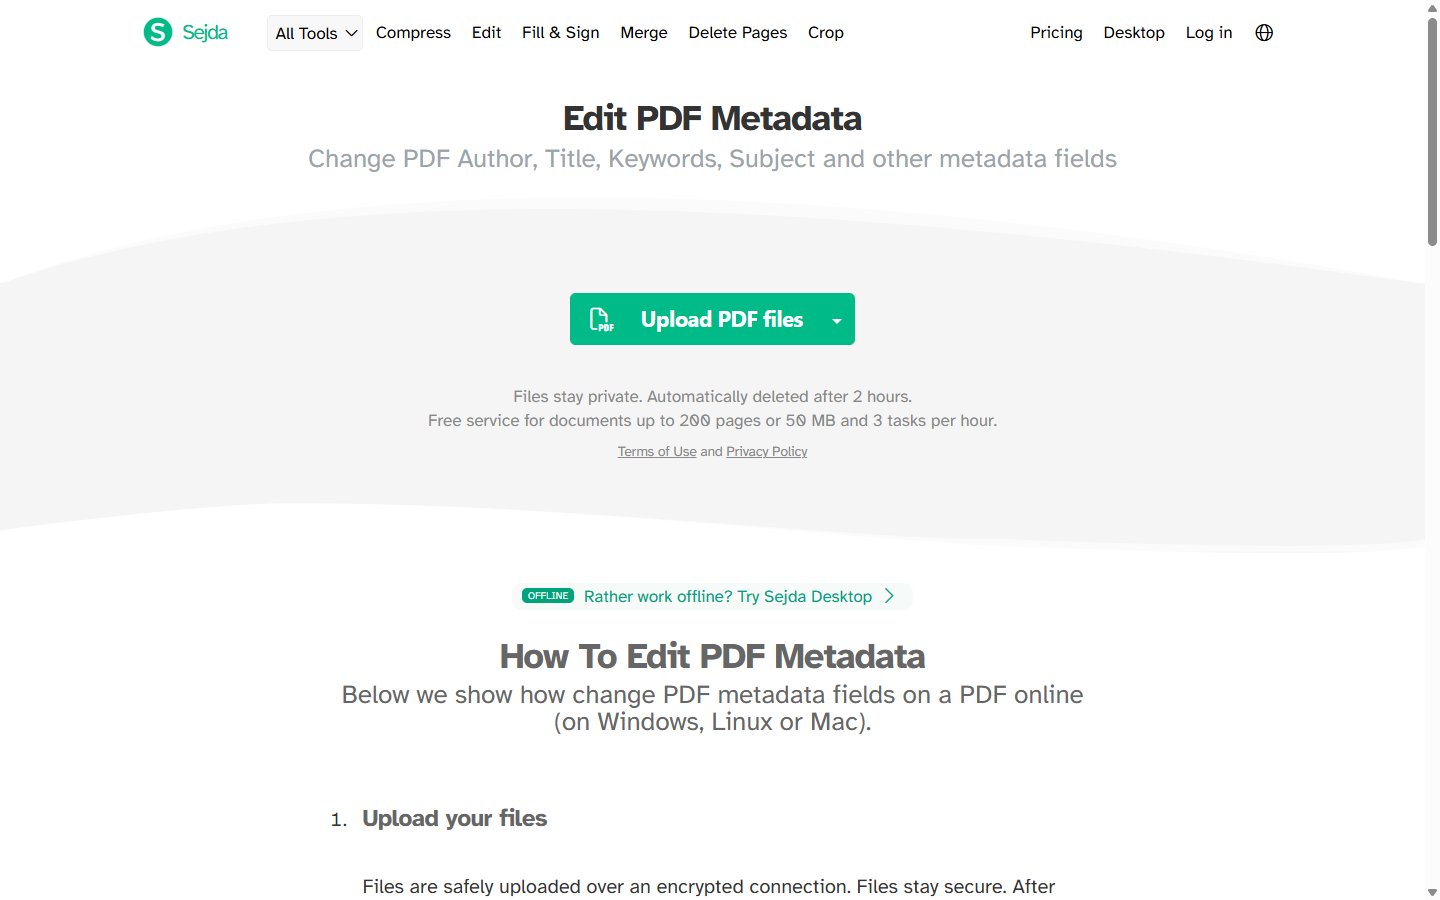 S Sejda All Tools Compress Edit Fill & Sign Merge Delete Pages Crop Pricing Desktop Log in
Edit PDF Metadata
Change PDF Author, Title, Keywords, Subject and other metadata fields
PDF Upload PDF files
Files stay private. Automatically deleted after 2 hours.
Free service for documents up to 200 pages or 50 MB and 3 tasks per hour.
Terms of Use and Privacy Policy
OFFLINE Rather work offline? Try Sejda Desktop
How To Edit PDF Metadata
Below we show how change PDF metadata fields on a PDF online
(on Windows, Linux or Mac).
1. Upload your files
Files are safely uploaded over an encrypted connection. Files stay secure. After